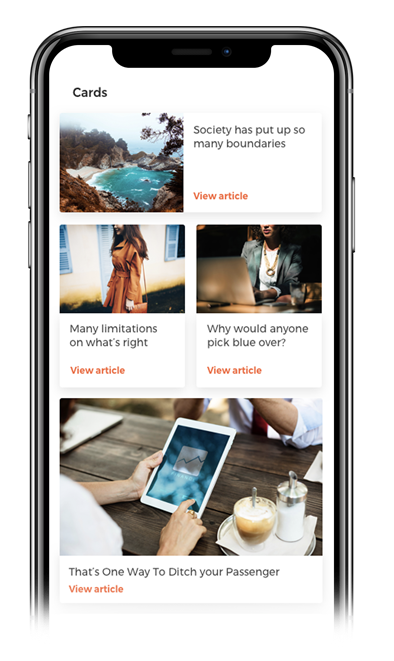 Cards
Society has put up so
many boundaries
View article
Many limitations
on what's right
View article
Why would anyone
pick blue over?
View article
That's One Way To Ditch your Passenger
View article